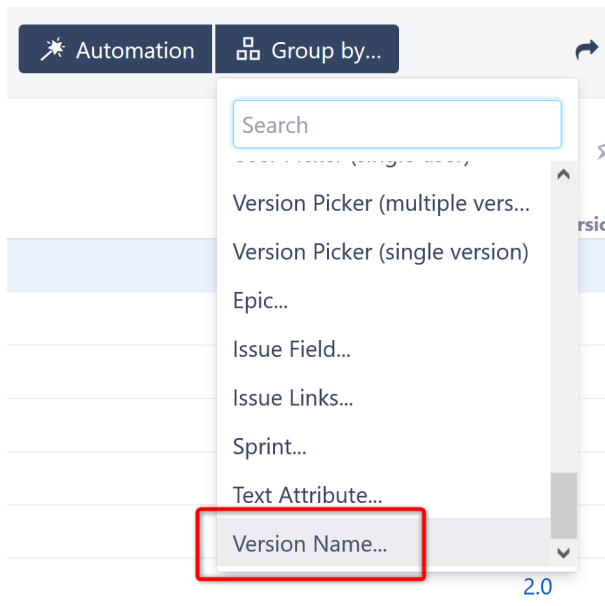 Automation
Group by...
Search
Version Picker (multiple vers...
Version Picker (single version)
Epic...
Issue Field...
Issue Links...
Sprint...
Text Attribute...
Version Name...
2.0